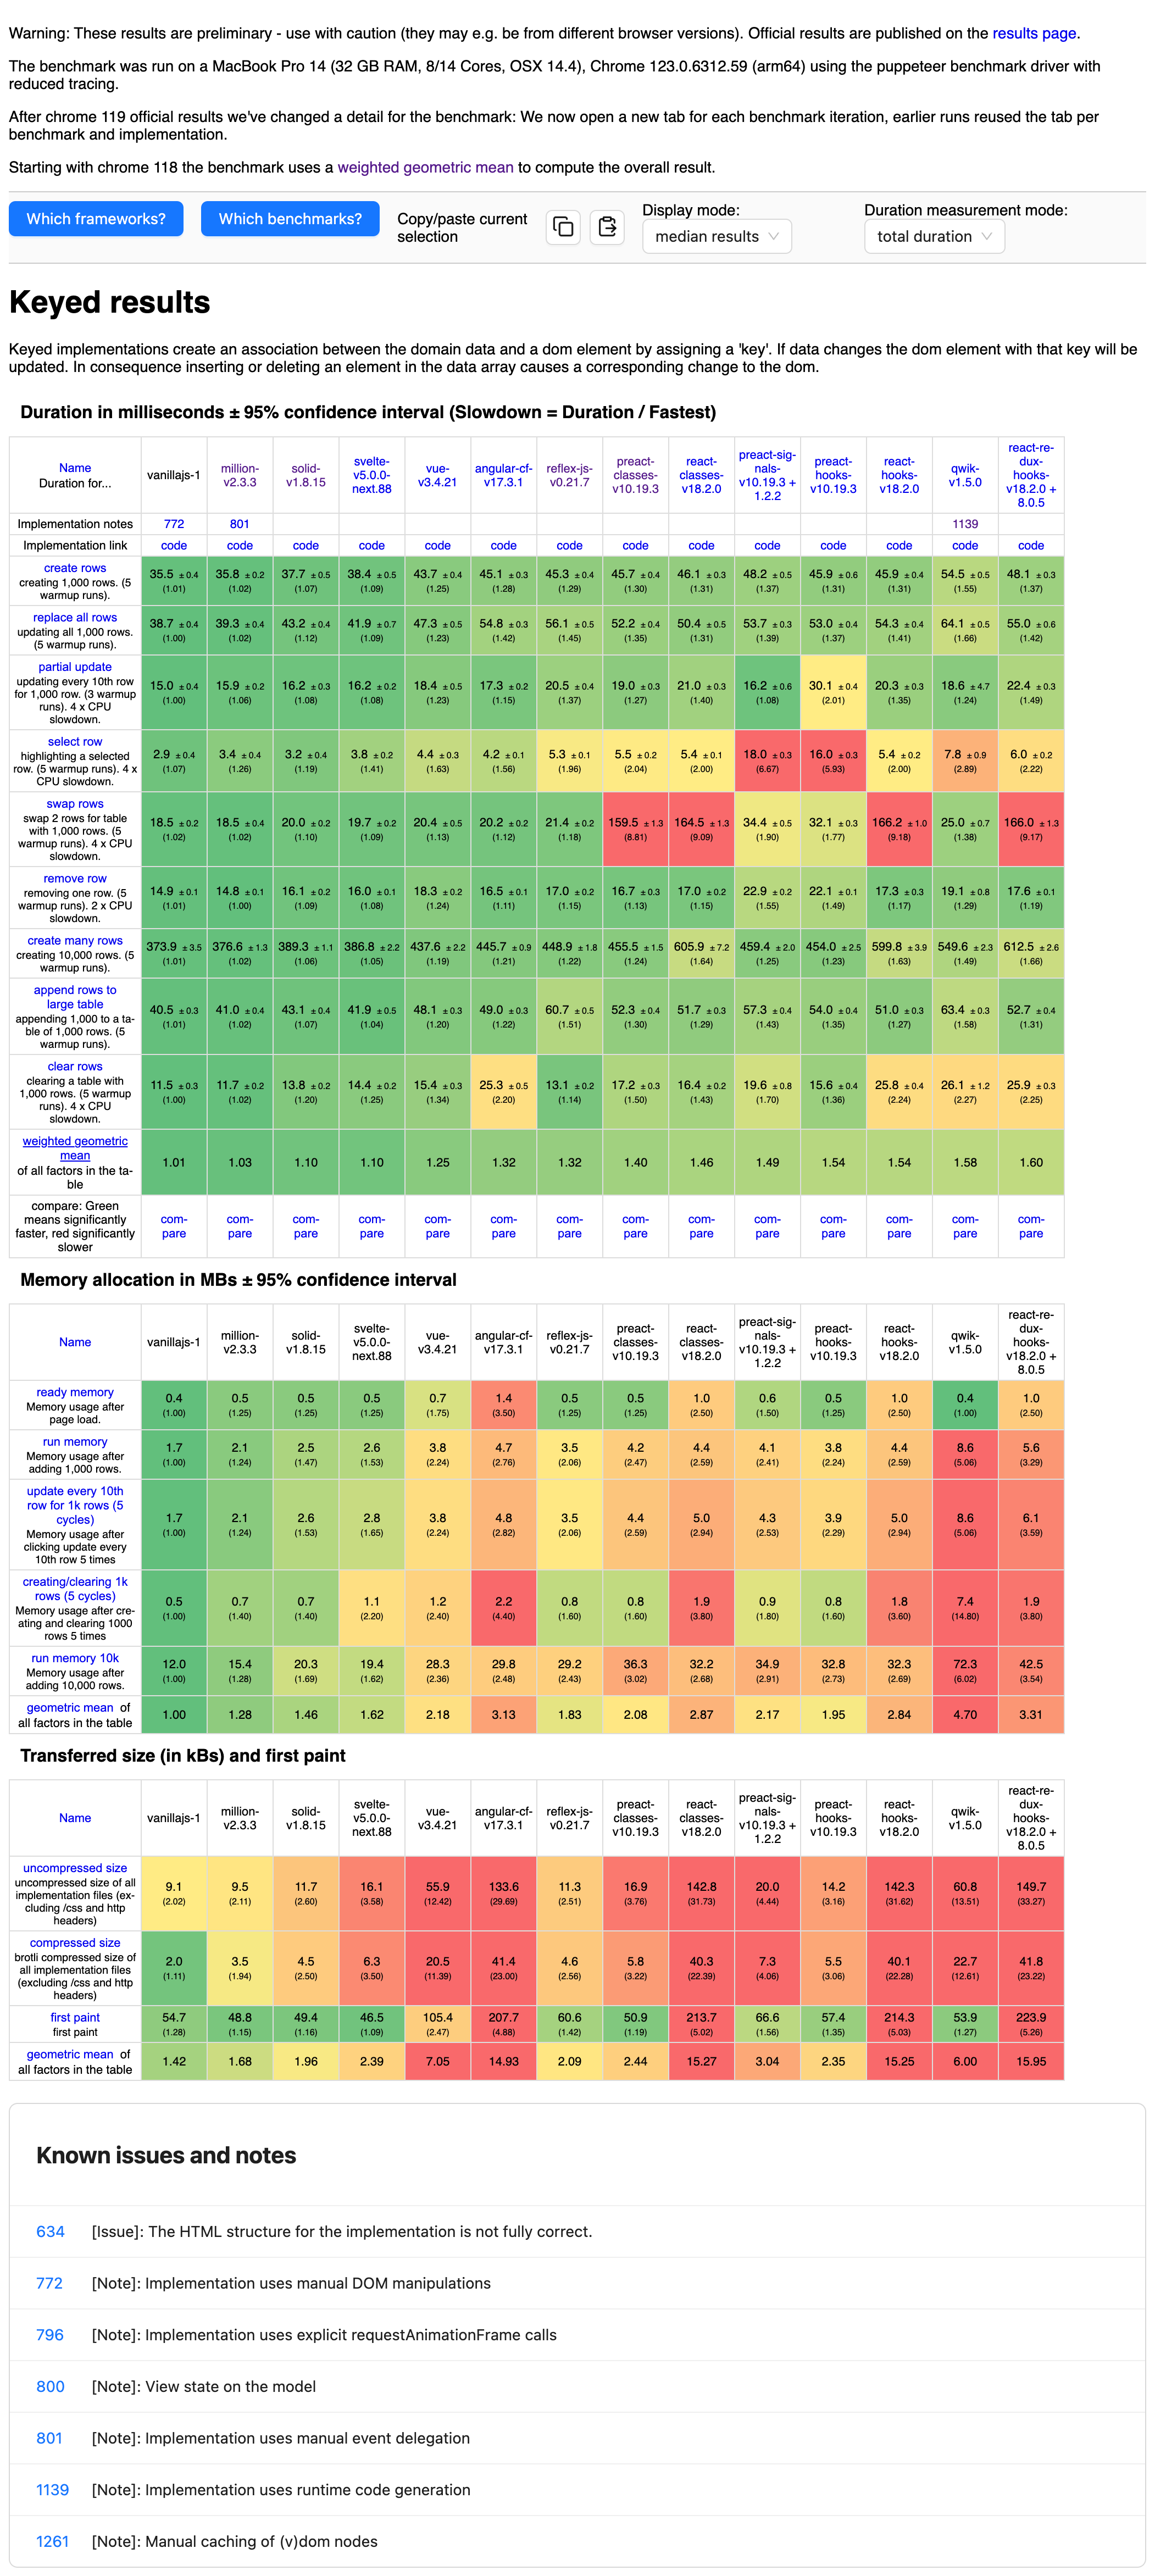 Warning: These results are preliminary - use with caution (they may e.g. be from different browser versions). Official results are published on the results page.
The benchmark was run on a MacBook Pro 14 (32 GB RAM, 8/14 Cores, OSX 14.4), Chrome 123.0.6312.59 (arm64) using the puppeteer benchmark driver with
reduced tracing.
After chrome 119 official results we've changed a detail for the benchmark: We now open a new tab for each benchmark iteration, earlier runs reused the tab per
benchmark and implementation.
Starting with chrome 118 the benchmark uses a weighted geometric mean to compute the overall result.
Which frameworks? Which benchmarks? Copy/paste current selection Display mode: median results Duration measurement mode: total duration
Keyed results
Keyed implementations create an association between the domain data and a dom element by assigning a 'key'. If data changes the dom element with that key will be
updated. In consequence inserting or deleting an element in the data array causes a corresponding change to the dom.
Duration in milliseconds ± 95% confidence interval (Slowdown = Duration / Fastest)
Name Duration for... vanillajs-1 million-v2.3.3 solid-v1.8.15 svelte-v5.0.0-next.88 vue-v3.4.21 angular-cf-v17.3.1 reflex-js-v0.21.7 preact-classes-v10.19.3 react-classes-v18.2.0 preact-sig-nals-v10.19.3 + 1.2.2 preact-hooks-v10.19.3 react-hooks-v18.2.0 qwik-v1.5.0 react-re-dux-hooks-v18.2.0 + 8.0.5
Implementation notes 772 801 1139
Implementation link code code code code code code code code code code code code code code
create rows
creating 1,000 rows. (5 warmup runs).
35.5 ±0.4 35.8 ±0.2 37.7 ±0.5 38.4 ±0.5 43.7 ±0.4 45.1 ±0.3 45.3 ±0.4 45.7 ±0.4 46.1 ±0.3 48.2 ±0.5 45.9 ±0.6 45.9 ±0.4 54.5 ±0.5 48.1 ±0.3
(1.01) (1.02) (1.07) (1.09) (1.25) (1.28) (1.29) (1.30) (1.31) (1.37) (1.31) (1.31) (1.55) (1.37)
replace all rows
updating all 1,000 rows. (5 warmup runs).
38.7 ±0.4 39.3 ±0.4 43.2 ±0.4 41.9 ±0.7 47.3 ±0.5 54.8 ±0.3 56.1 ±0.5 52.2 ±0.4 50.4 ±0.5 53.7 ±0.3 53.0 ±0.4 54.3 ±0.4 64.1 ±0.5 55.0 ±0.6
(1.00) (1.02) (1.12) (1.09) (1.23) (1.42) (1.45) (1.35) (1.31) (1.39) (1.37) (1.41) (1.66) (1.42)
partial update
updating every 10th row for 1,000 row. (3 warmup runs). 4 x CPU slowdown.
15.0 ±0.4 15.9 ±0.2 16.2 ±0.3 16.2 ±0.2 18.4 ±0.5 17.3 ±0.2 20.5 ±0.4 19.0 ±0.3 21.0 ±0.3 16.2 ±0.6 30.1 ±0.4 20.3 ±0.3 18.6 ±4.7 22.4 ±0.3
(1.00) (1.06) (1.08) (1.08) (1.23) (1.15) (1.37) (1.27) (1.40) (1.08) (2.01) (1.35) (1.24) (1.49)
select row
highlighting a selected row. (5 warmup runs). 4 x CPU slowdown.
2.9 ±0.4 3.4 ±0.4 3.2 ±0.4 3.8 ±0.2 4.4 ±0.3 4.2 ±0.1 5.3 ±0.1 5.5 ±0.2 5.4 ±0.1 18.0 ±0.3 16.0 ±0.3 5.4 ±0.2 7.8 ±0.9 6.0 ±0.2
(1.07) (1.26) (1.19) (1.41) (1.63) (1.56) (1.96) (2.04) (2.00) (6.67) (5.93) (2.00) (2.89) (2.22)
swap rows
swap 2 rows for table with 1,000 rows. (5 warmup runs). 4 x CPU slowdown.
18.5 ±0.2 18.5 ±0.4 20.0 ±0.2 19.7 ±0.2 20.4 ±0.5 20.2 ±0.2 21.4 ±0.2 159.5 ±1.3 164.5 ±1.3 34.4 ±0.5 32.1 ±0.3 166.2 ±1.0 25.0 ±0.7 166.0 ±1.3
(1.02) (1.02) (1.10) (1.09) (1.13) (1.12) (1.18) (8.81) (9.09) (1.90) (1.77) (9.18) (1.38) (9.17)
remove row
removing one row. (5 warmup runs). 2 x CPU slowdown.
14.9 ±0.1 14.8 ±0.1 16.1 ±0.2 16.0 ±0.1 18.3 ±0.2 16.5 ±0.1 17.0 ±0.2 16.7 ±0.3 17.0 ±0.2 22.9 ±0.2 22.1 ±0.1 17.3 ±0.3 19.1 ±0.8 17.6 ±0.1
(1.01) (1.00) (1.09) (1.08) (1.24) (1.11) (1.15) (1.13) (1.15) (1.55) (1.49) (1.17) (1.29) (1.19)
create many rows
creating 10,000 rows. (5 warmup runs).
373.9 ±3.5 376.6 ±1.3 389.3 ±1.1 386.8 ±2.2 437.6 ±2.2 445.7 ±0.9 448.9 ±1.8 455.5 ±1.5 605.9 ±7.2 459.4 ±2.0 454.0 ±2.5 599.8 ±3.9 549.6 ±2.3 612.5 ±2.6
(1.01) (1.02) (1.06) (1.05) (1.19) (1.21) (1.22) (1.24) (1.64) (1.25) (1.23) (1.63) (1.49) (1.66)
append rows to large table
appending 1,000 to a ta-ble of 1,000 rows. (5 warmup runs).
40.5 ±0.3 41.0 ±0.4 43.1 ±0.4 41.9 ±0.5 48.1 ±0.3 49.0 ±0.3 60.7 ±0.5 52.3 ±0.4 51.7 ±0.3 57.3 ±0.4 54.0 ±0.4 51.0 ±0.3 63.4 ±0.3 52.7 ±0.4
(1.01) (1.02) (1.07) (1.04) (1.20) (1.22) (1.51) (1.30) (1.29) (1.43) (1.35) (1.27) (1.58) (1.31)
clear rows
clearing a table with 1,000 rows. (5 warmup runs). 4 x CPU slowdown.
11.5 ±0.3 11.7 ±0.2 13.8 ±0.2 14.4 ±0.2 15.4 ±0.3 25.3 ±0.5 13.1 ±0.2 17.2 ±0.3 16.4 ±0.2 19.6 ±0.8 15.6 ±0.4 25.8 ±0.4 26.1 ±1.2 25.9 ±0.3
(1.00) (1.02) (1.20) (1.25) (1.34) (2.20) (1.14) (1.50) (1.43) (1.70) (1.36) (2.24) (2.27) (2.25)
weighted geometric mean
of all factors in the ta-ble
1.01 1.03 1.10 1.10 1.25 1.32 1.32 1.40 1.46 1.49 1.54 1.54 1.58 1.60
compare: Green means significantly faster, red significantly slower
com-pare com-pare com-pare com-pare com-pare com-pare com-pare com-pare com-pare com-pare com-pare com-pare com-pare com-pare
Memory allocation in MBs ± 95% confidence interval
Name vanillajs-1 million-v2.3.3 solid-v1.8.15 svelte-v5.0.0-next.88 vue-v3.4.21 angular-cf-v17.3.1 reflex-js-v0.21.7 preact-classes-v10.19.3 react-classes-v18.2.0 preact-sig-nals-v10.19.3 + 1.2.2 preact-hooks-v10.19.3 react-hooks-v18.2.0 qwik-v1.5.0 react-re-dux-hooks-v18.2.0 + 8.0.5
ready memory
Memory usage after page load.
0.4 0.5 0.5 0.5 0.7 1.4 0.5 0.5 1.0 0.6 0.5 1.0 0.4 1.0
(1.00) (1.25) (1.25) (1.25) (1.75) (3.50) (1.25) (1.25) (2.50) (1.50) (1.25) (2.50) (1.00) (2.50)
run memory
Memory usage after adding 1,000 rows.
1.7 2.1 2.5 2.6 3.8 4.7 3.5 4.2 4.4 4.1 3.8 4.4 8.6 5.6
(1.00) (1.24) (1.47) (1.53) (2.24) (2.76) (2.06) (2.47) (2.59) (2.41) (2.24) (2.59) (5.06) (3.29)
update every 10th row for 1k rows (5 cycles)
Memory usage after clicking update every 10th row 5 times
1.7 2.1 2.6 2.8 3.8 4.8 3.5 4.4 5.0 4.3 3.9 5.0 8.6 6.1
(1.00) (1.24) (1.53) (1.65) (2.24) (2.82) (2.06) (2.59) (2.94) (2.53) (2.29) (2.94) (5.06) (3.59)
creating/clearing 1k rows (5 cycles)
Memory usage after cre-ating and clearing 1000 rows 5 times
0.5 0.7 0.7 1.1 1.2 2.2 0.8 0.8 1.9 0.9 0.8 1.8 7.4 1.9
(1.00) (1.40) (1.40) (2.20) (2.40) (4.40) (1.60) (1.60) (3.80) (1.80) (1.60) (3.60) (14.80) (3.80)
run memory 10k
Memory usage after adding 10,000 rows.
12.0 15.4 20.3 19.4 28.3 29.8 29.2 36.3 32.2 34.9 32.8 32.3 72.3 42.5
(1.00) (1.28) (1.69) (1.62) (2.36) (2.48) (2.43) (3.02) (2.68) (2.91) (2.73) (2.69) (6.02) (3.54)
geometric mean of all factors in the table
1.00 1.28 1.46 1.62 2.18 3.13 1.83 2.08 2.87 2.17 1.95 2.84 4.70 3.31
Transferred size (in kBs) and first paint
Name vanillajs-1 million-v2.3.3 solid-v1.8.15 svelte-v5.0.0-next.88 vue-v3.4.21 angular-cf-v17.3.1 reflex-js-v0.21.7 preact-classes-v10.19.3 react-classes-v18.2.0 preact-sig-nals-v10.19.3 + 1.2.2 preact-hooks-v10.19.3 react-hooks-v18.2.0 qwik-v1.5.0 react-re-dux-hooks-v18.2.0 + 8.0.5
uncompressed size
uncompressed size of all implementation files (ex-cluding /css and http headers)
9.1 9.5 11.7 16.1 55.9 133.6 11.3 16.9 142.8 20.0 14.2 142.3 60.8 149.7
(2.02) (2.11) (2.60) (3.58) (12.42) (29.69) (2.51) (3.76) (31.73) (4.44) (3.16) (31.62) (13.51) (33.27)
compressed size
brotli compressed size of all implementation files (excluding /css and http headers)
2.0 3.5 4.5 6.3 20.5 41.4 4.6 5.8 40.3 7.3 5.5 40.1 22.7 41.8
(1.11) (1.94) (2.50) (3.50) (11.39) (23.00) (2.56) (3.22) (22.39) (4.06) (3.06) (22.28) (12.61) (23.22)
first paint
first paint
54.7 48.8 49.4 46.5 105.4 207.7 60.6 50.9 213.7 66.6 57.4 214.3 53.9 223.9
(1.28) (1.15) (1.16) (1.09) (2.47) (4.88) (1.42) (1.19) (5.02) (1.56) (1.35) (5.03) (1.27) (5.26)
geometric mean of all factors in the table
1.42 1.68 1.96 2.39 7.05 14.93 2.09 2.44 15.27 3.04 2.35 15.25 6.00 15.95
Known issues and notes
634 [Issue]: The HTML structure for the implementation is not fully correct.
772 [Note]: Implementation uses manual DOM manipulations
796 [Note]: Implementation uses explicit requestAnimationFrame calls
800 [Note]: View state on the model
801 [Note]: Implementation uses manual event delegation
1139 [Note]: Implementation uses runtime code generation
1261 [Note]: Manual caching of (v)dom nodes